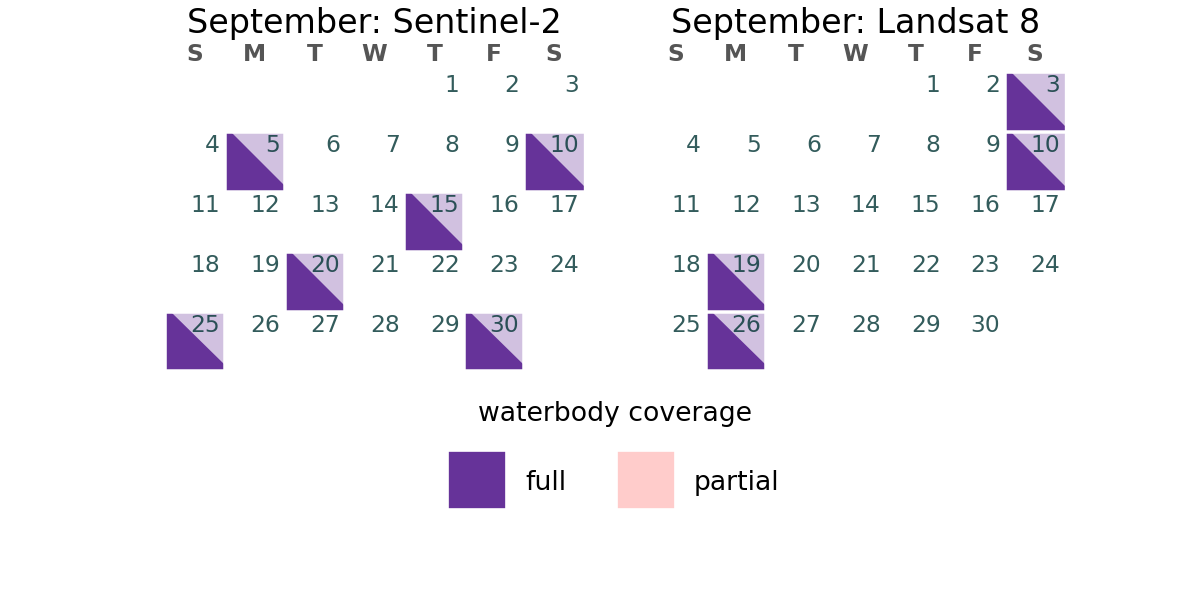 September: Sentinel-2
S M T W T F S
1 2 3
4 5 6 7 8 9 10
11 12 13 14 15 16 17
18 19 20 21 22 23 24
25 26 27 28 29 30
September: Landsat 8
S M T W T F S
1 2 3
4 5 6 7 8 9 10
11 12 13 14 15 16 17
18 19 20 21 22 23 24
25 26 27 28 29 30
waterbody coverage
full
partial